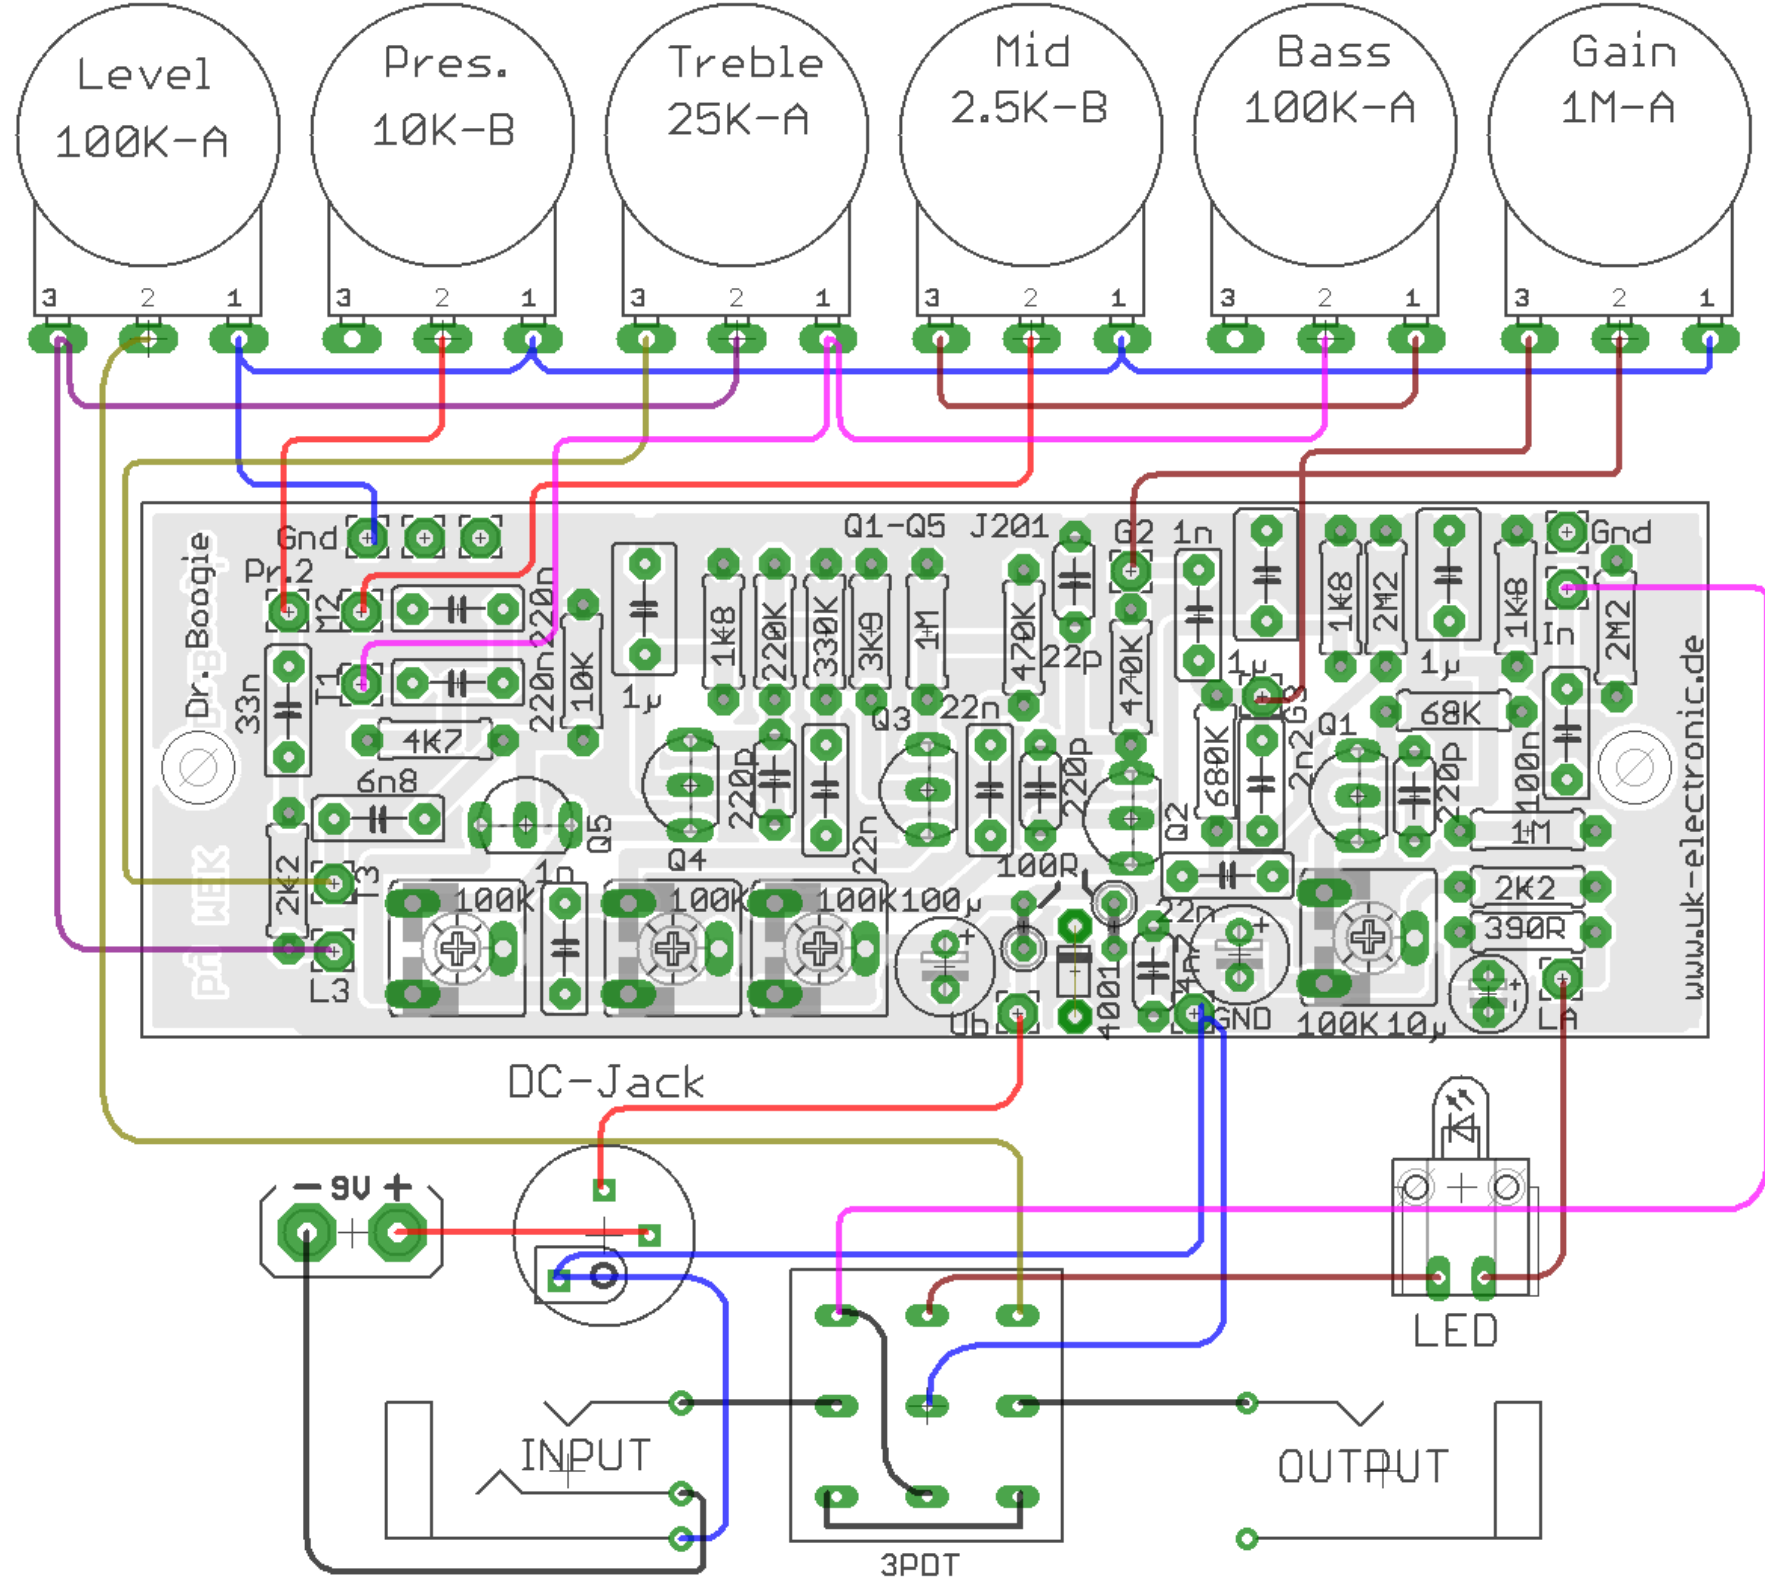 Level
100K-A
Pres.
10K-B
Treble
25K-A
Mid
2.5K-B
Bass
100K-A
Gain
1M-A
3 2 1
3 2 1
3 2 1
3 2 1
3 2 1
3 2 1
Gnd
Q1-Q5 J201
G2
1n
Gnd
Dr. Boogie
Pr.2
M2
220n
220n
T1
33n
4K7
10K
1µ
1K8
220K
330K
3K9
1M
470K
22p
470K
1µ
G3
1K8
2M2
1µ
1K8
In
2M2
www.uk-electronic.de
6n8
Q5
Q4
220p
22n
Q3
22n
220p
Q2
680K
2n2
Q1
68K
220p
100n
1M
2K2
390R
2K2
T3
L3
100K
1n
100K
100K
100µ
100R
Ub
4001
4n7
22n
GND
100K
10µ
LA
DC-Jack
- 9V +
LED
INPUT
OUTPUT
3PDT